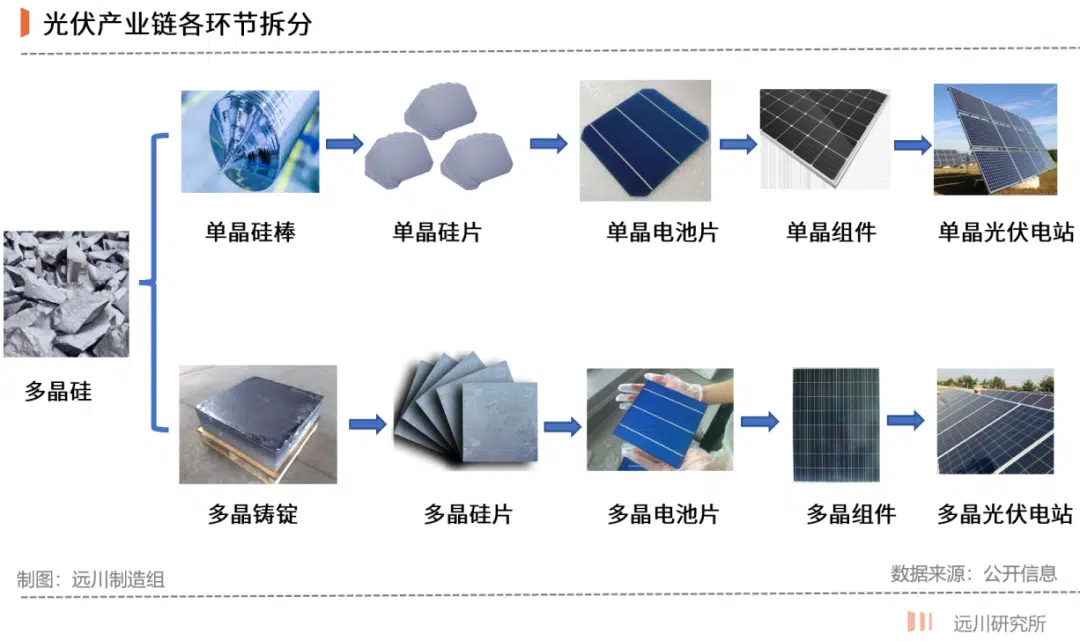 光伏产业链各环节拆分
单晶硅棒
单晶硅片
单晶电池片
单晶组件
单晶光伏电站
多晶硅
多晶铸锭
多晶硅片
多晶电池片
多晶组件
多晶光伏电站
制图：远川制造组
数据来源：公开信息
远川研究所